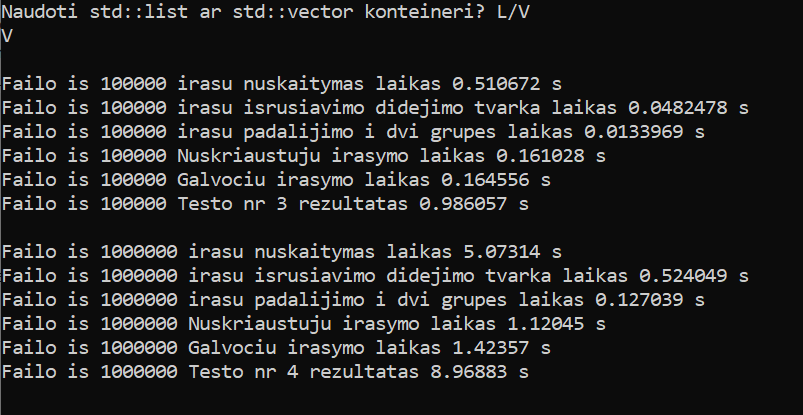 Naudoti std::list ar std::vector konteineri? L/V
V
Failo is 100000 irasu nuskaitymas laikas 0.510672 s
Failo is 100000 irasu isrusiavimo didejimo tvarka laikas 0.0482478 s
Failo is 100000 irasu padalijimo i dvi grupes laikas 0.0133969 s
Failo is 100000 Nuskriaustuju irasymo laikas 0.161028 s
Failo is 100000 Galvociu irasymo laikas 0.164556 s
Failo is 100000 Testo nr 3 rezultatas 0.986057 s
Failo is 1000000 irasu nuskaitymas laikas 5.07314 s
Failo is 1000000 irasu isrusiavimo didejimo tvarka laikas 0.524049 s
Failo is 1000000 irasu padalijimo i dvi grupes laikas 0.127039 s
Failo is 1000000 Nuskriaustuju irasymo laikas 1.12045 s
Failo is 1000000 Galvociu irasymo laikas 1.42357 s
Failo is 1000000 Testo nr 4 rezultatas 8.96883 s